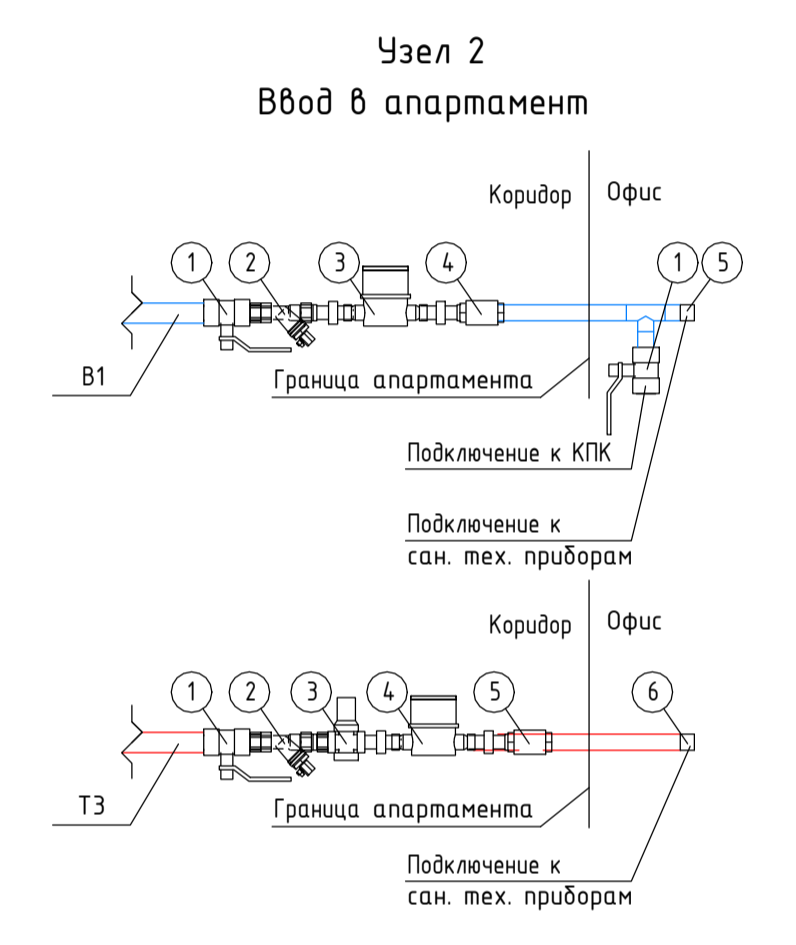 Узел 2
Ввод в апартамент
Коридор
Офис
1
2
3
4
1
5
В1
Граница апартамента
Подключение к КПК
Подключение к
сан. тех. приборам
Коридор
Офис
1
2
3
4
5
6
Т3
Граница апартамента
Подключение к
сан. тех. приборам